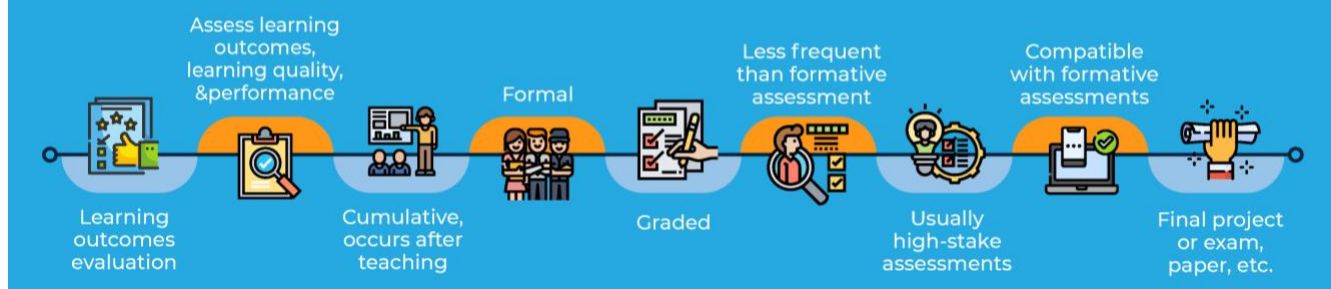 Learning
outcomes
evaluation
Assess learning
outcomes,
learning quality,
&performance
Cumulative,
occurs after
teaching
Formal
Graded
Less frequent
than formative
assessment
Usually
high-stake
assessments
Compatible
with formative
assessments
Final project
or exam,
paper, etc.